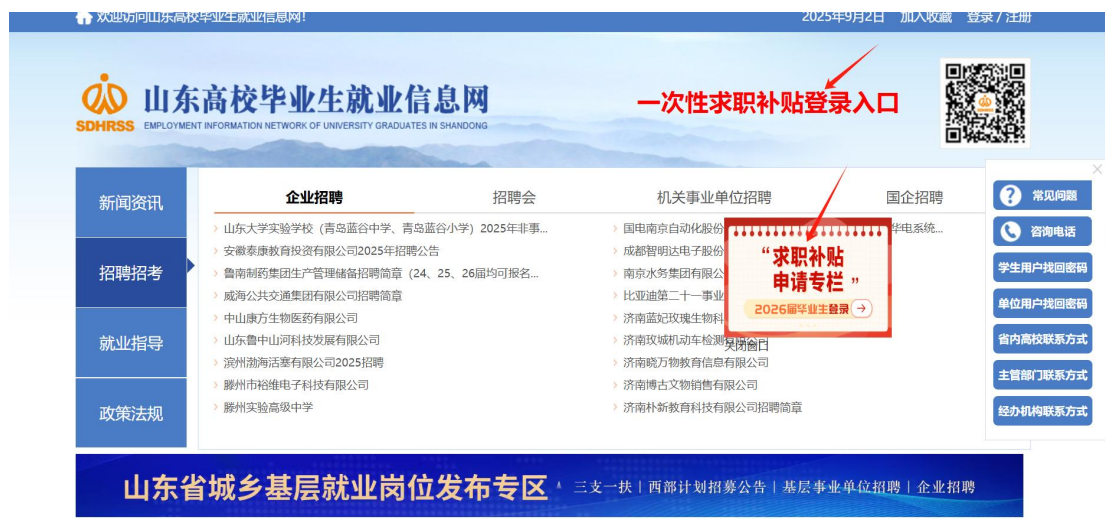 欢迎访问山东高校毕业生就业信息网!
2025年9月2日 加入收藏 登录 / 注册
山东高校毕业生就业信息网
SDHRSS EMPLOYMENT INFORMATION NETWORK OF UNIVERSITY GRADUATES IN SHANDONG
一次性求职补贴登录入口
新闻资讯
招聘招考
就业指导
政策法规
企业招聘 招聘会 机关事业单位招聘 国企招聘
山东大学实验学校（青岛蓝谷中学、青岛蓝谷小学）2025年非事...
安徽泰康教育投资有限公司2025年招聘公告
鲁南制药集团生产管理储备招聘简章（24、25、26届均可报名...
威海公共交通集团有限公司招聘简章
中山康方生物医药有限公司
山东鲁中山河科技发展有限公司
滨州渤海活塞有限公司2025招聘
滕州市裕维电子科技有限公司
滕州实验高级中学
国电南京自动化股份 华电系统...
成都智明达电子股份
南京水务集团有限公
比亚迪第二十一事业
济南蓝妃玫瑰生物科
济南玫城机动车检测有限公司
济南晓万物教育信息有限公司
济南博古文物销售有限公司
济南朴新教育科技有限公司招聘简章
“求职补贴
申请专栏”
2026届毕业生登录
关闭窗口
常见问题
咨询电话
学生用户找回密码
单位用户找回密码
省内高校联系方式
主管部门联系方式
经办机构联系方式
山东省城乡基层就业岗位发布专区 三支一扶 | 西部计划招募公告 | 基层事业单位招聘 | 企业招聘